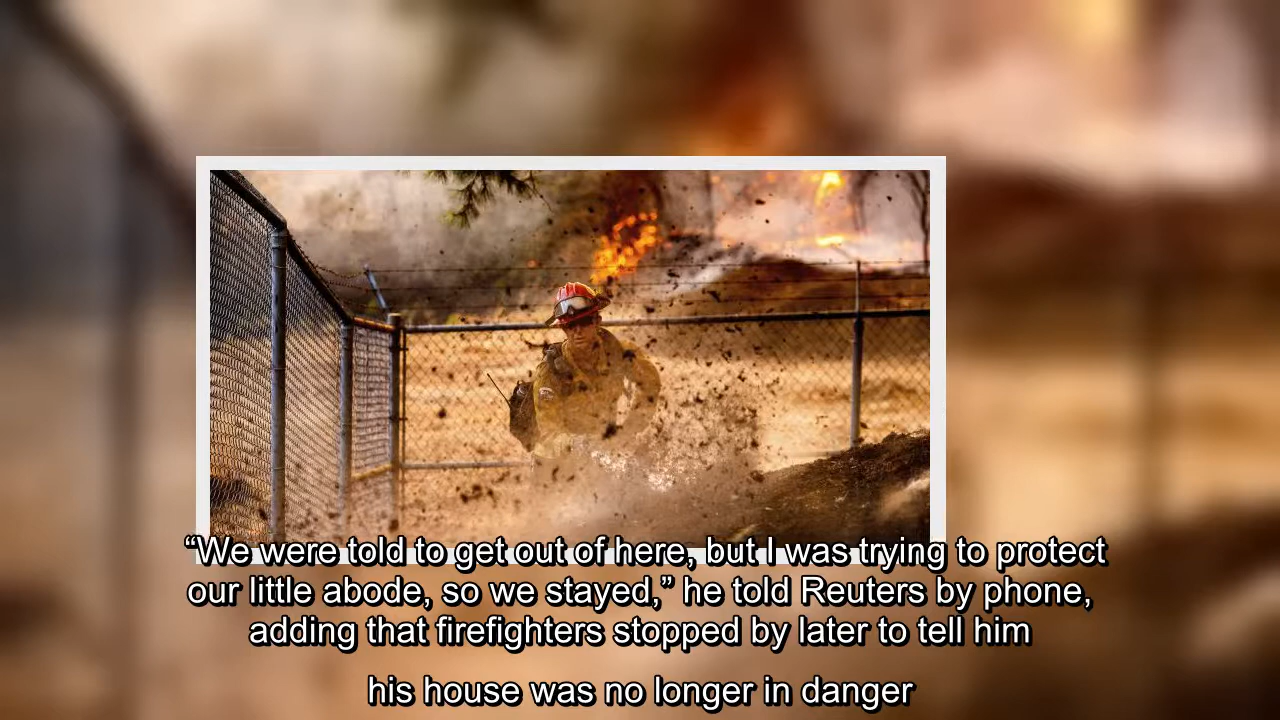 “We were told to get out of here, but I was trying to protect
our little abode, so we stayed,” he told Reuters by phone,
adding that firefighters stopped by later to tell him
his house was no longer in danger